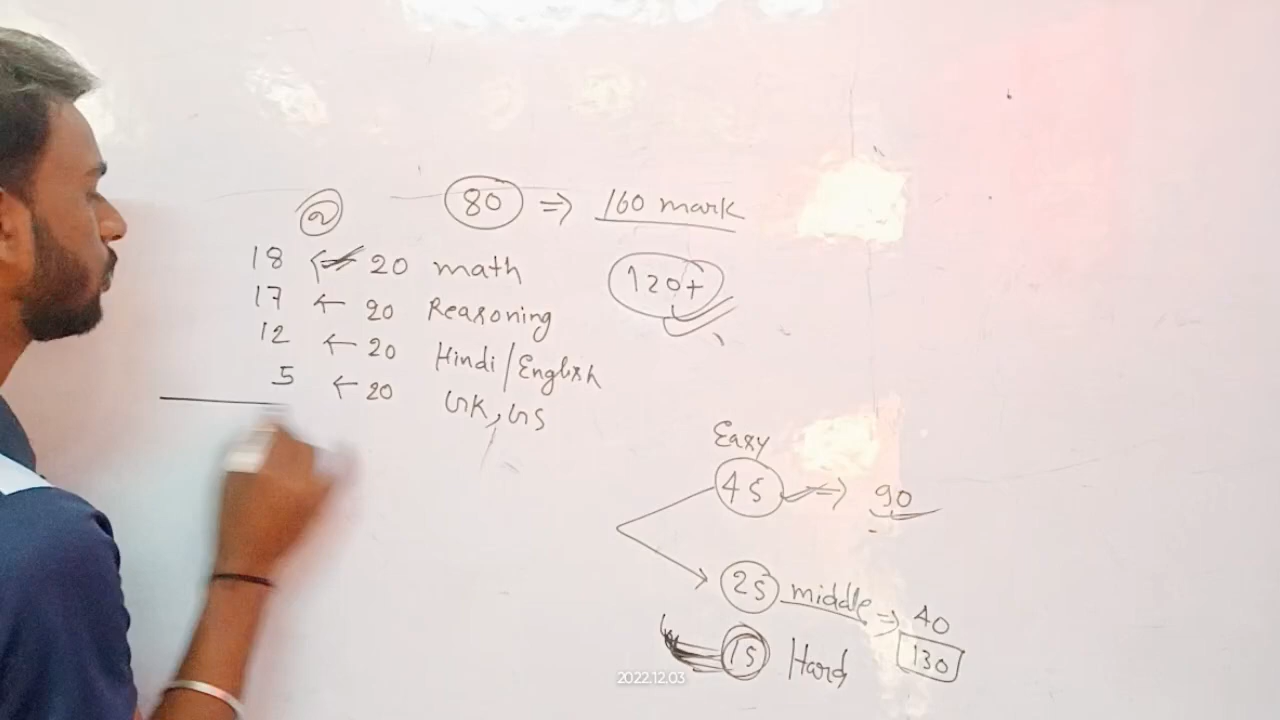 २ 80 ⇒ 160 mark
18 ← 20 math
120+
17 ← 20 Reasoning
12 ← 20 Hindi/English
5 ← 20 GK, GS
Easy
45 ⇒ 90
25 middle ⇒ 40
15 Hard 130
2022.12.03